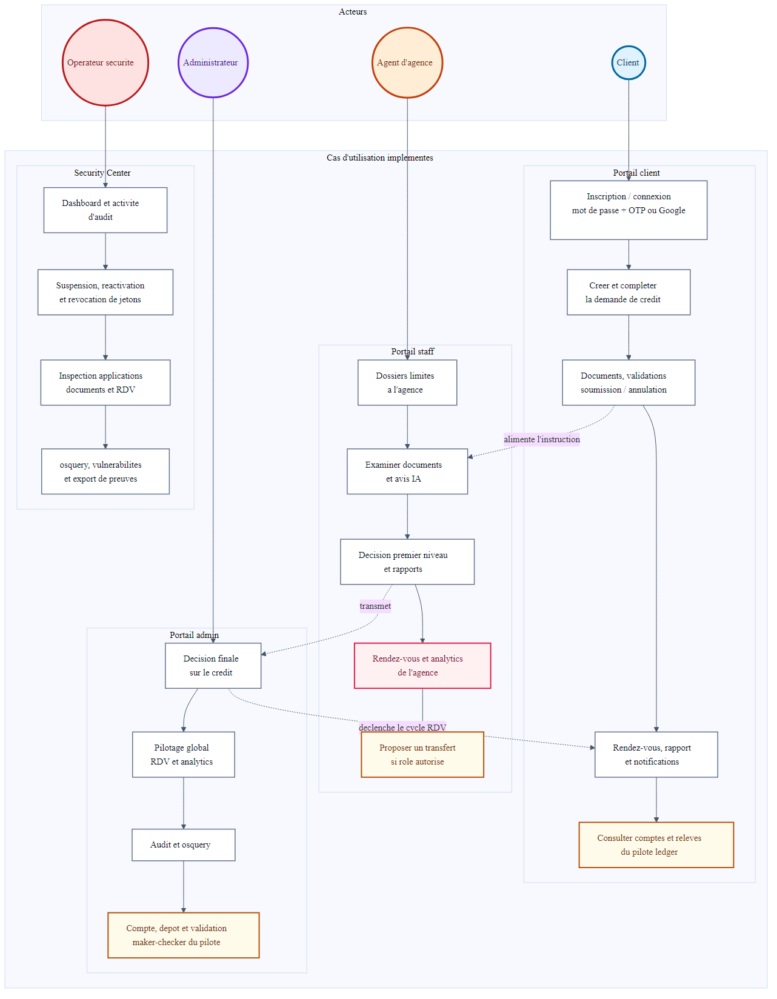 Acteurs
Operateur securite
Administrateur
Agent d'agence
Client
Cas d'utilisation implementes
Security Center
Dashboard et activite
d'audit
Suspension, reactivation
et revocation de jetons
Inspection applications
documents et RDV
osquery, vulnerabilites
et export de preuves
Portail client
Inscription / connexion
mot de passe + OTP ou Google
Creer et completer
la demande de credit
Documents, validations
soumission / annulation
alimente l'instruction
Portail staff
Dossiers limites
a l'agence
Examiner documents
et avis IA
Decision premier niveau
et rapports
transmet
Rendez-vous et analytics
de l'agence
declenche le cycle RDV
Proposer un transfert
si role autorise
Rendez-vous, rapport
et notifications
Consulter comptes et releves
du pilote ledger
Portail admin
Decision finale
sur le credit
Pilotage global
RDV et analytics
Audit et osquery
Compte, depot et validation
maker-checker du pilote